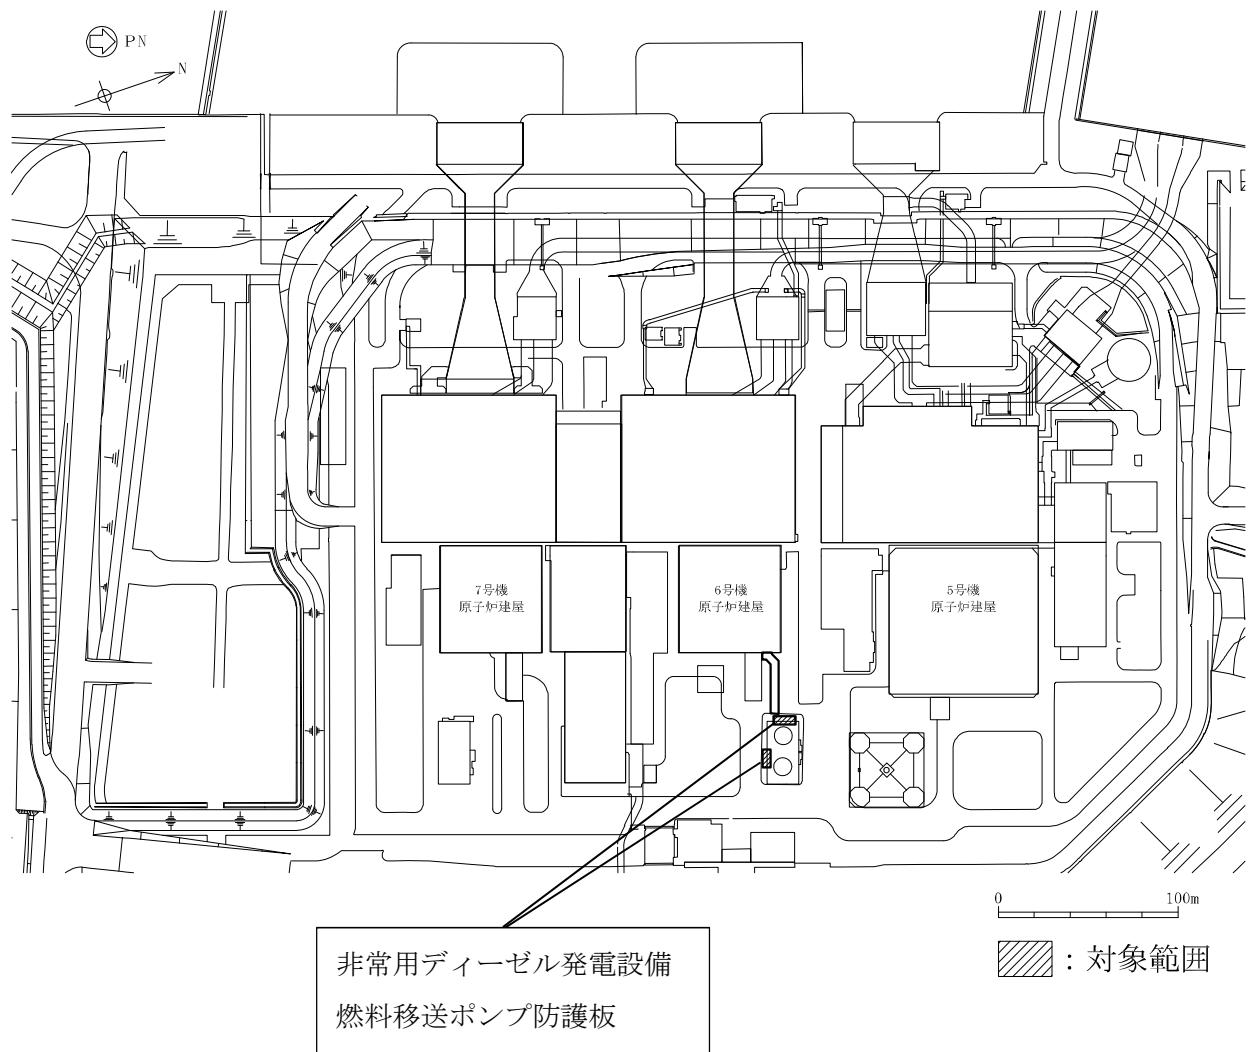 PN
N
7号機
原子炉建屋
6号機
原子炉建屋
5号機
原子炉建屋
0 100m
：対象範囲
非常用ディーゼル発電設備
燃料移送ポンプ防護板